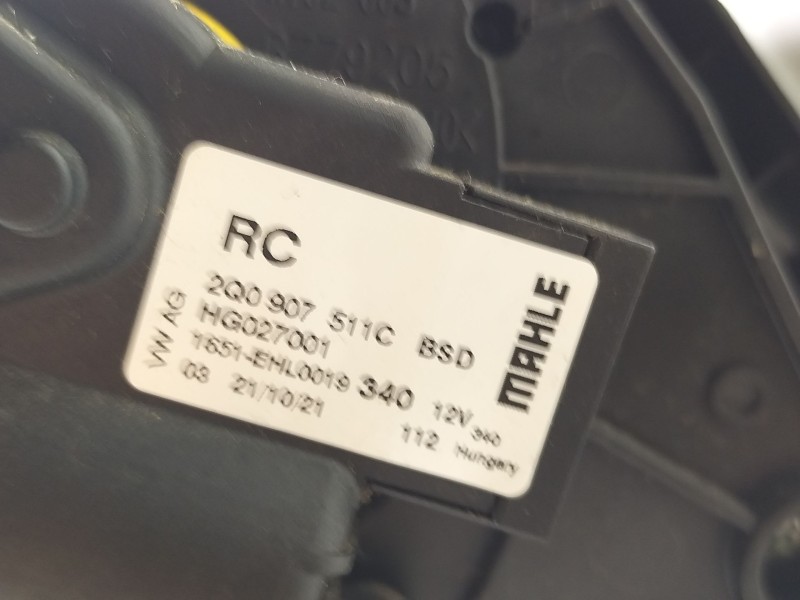 RC
2Q0 907 511C BSD
HG027001
1651-EHL0019 340 12V 340
03 21/10/21 112 Hungary
VW AG
MAHLE